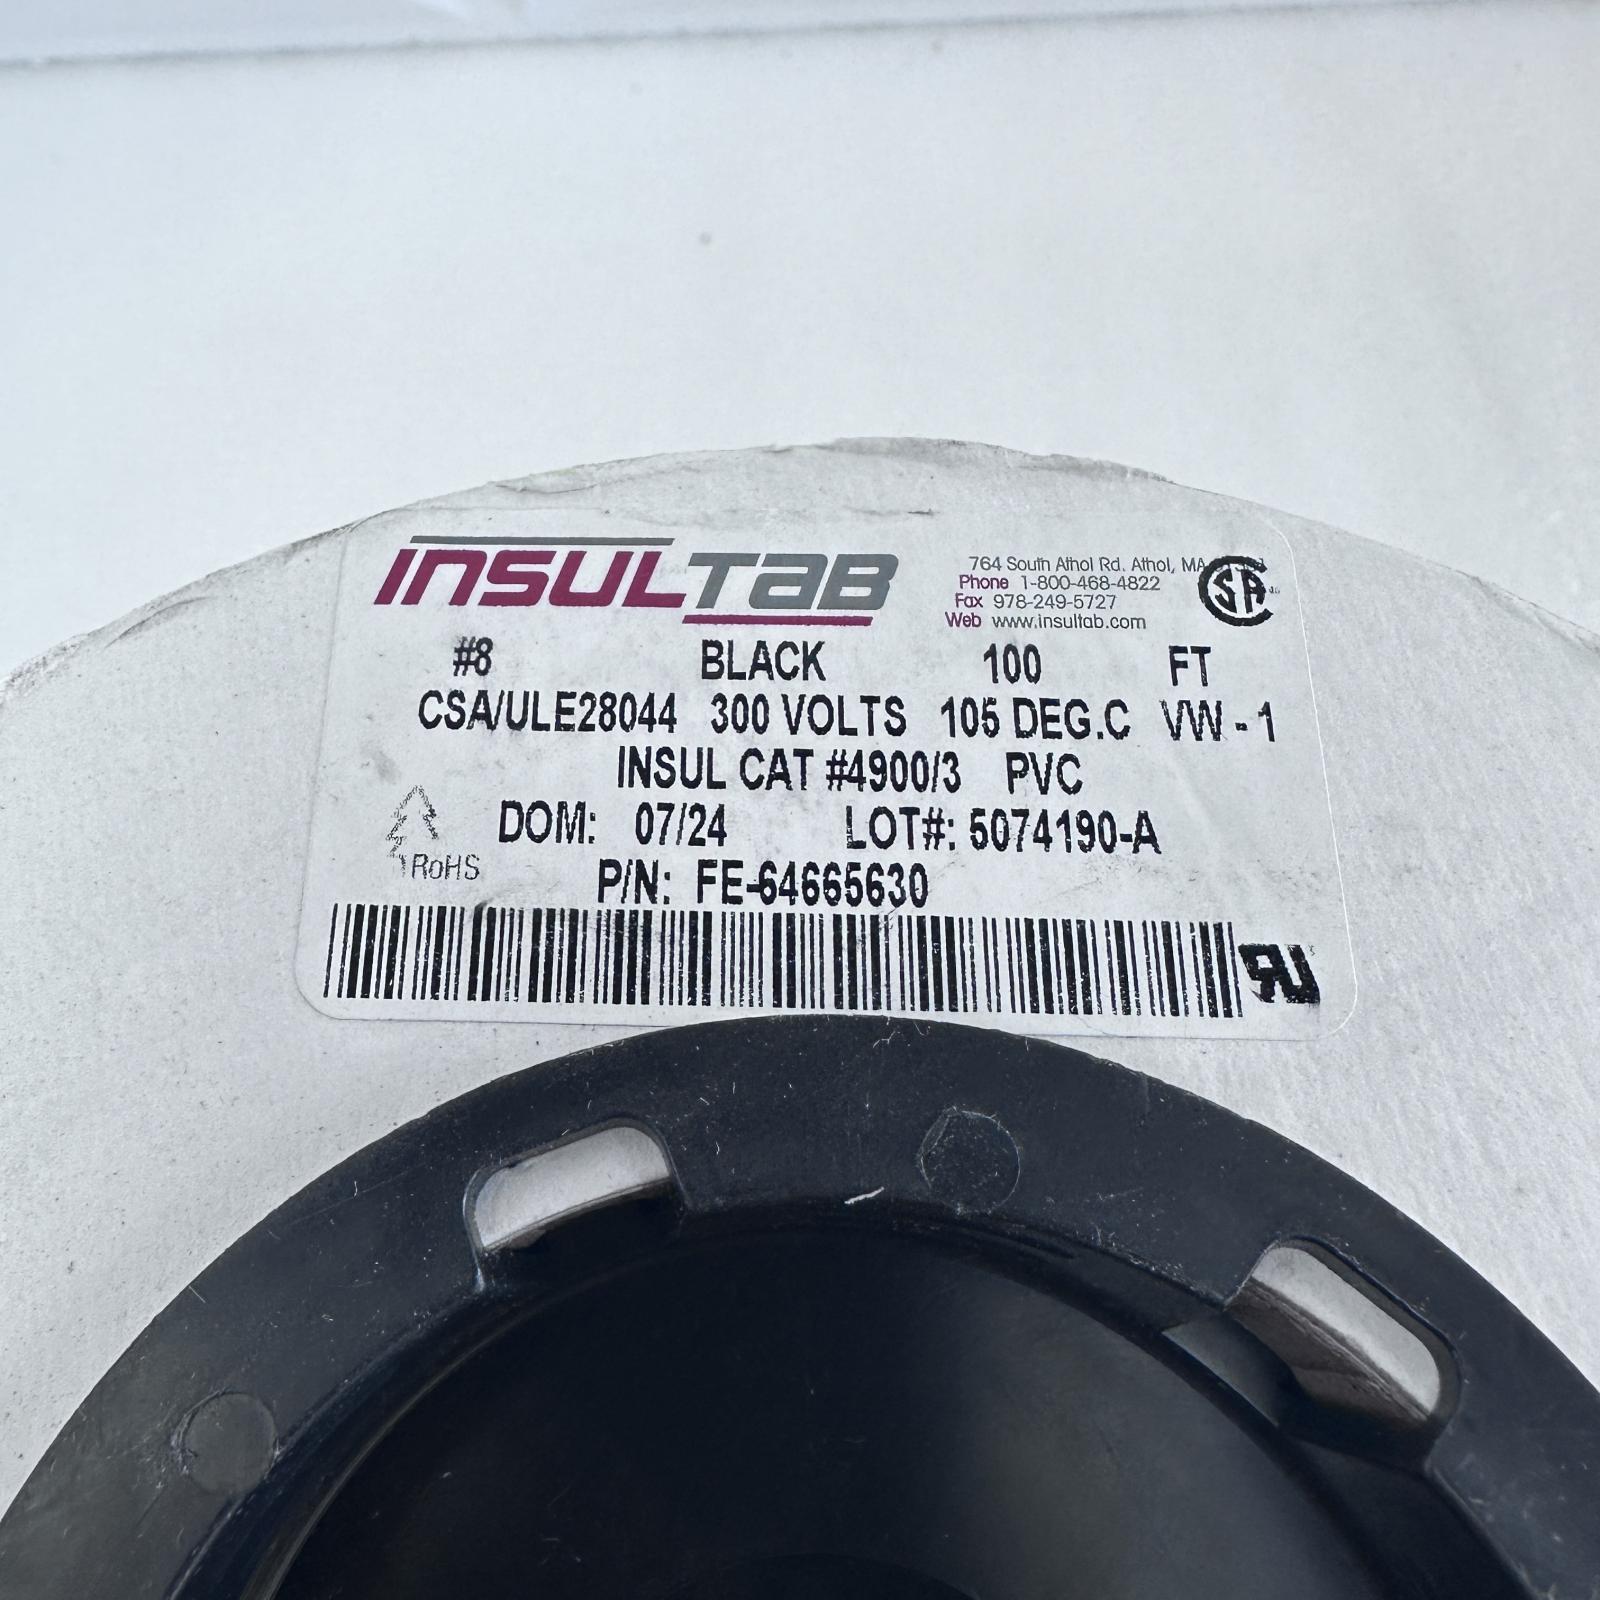 INSULTAB
764 South Athol Rd. Athol, MA
Phone 1-800-468-4822
Fax 978-249-5727
Web www.insultab.com
CSA
#8 BLACK 100 FT
CSA/ULE28044 300 VOLTS 105 DEG.C VW-1
INSUL CAT #4900/3 PVC
DOM: 07/24 LOT#: 5074190-A
RoHS
P/N: FE-64665630
RU